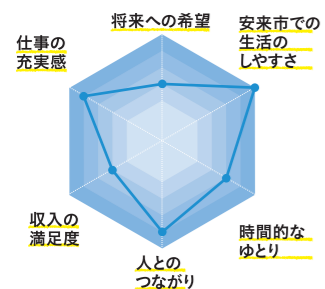 将来への希望
安来市での
生活の
しやすさ
仕事の
充実感
収入の
満足度
時間的な
ゆとり
人との
つながり